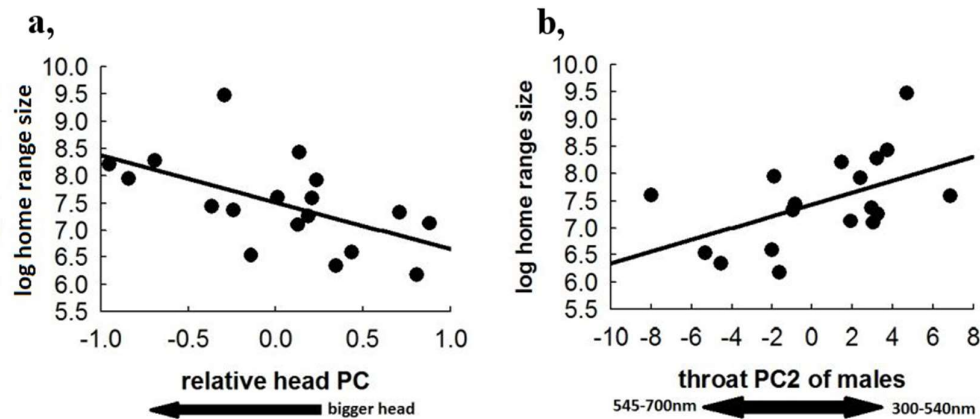 a,
log home range size
10.0
9.5
9.0
8.5
8.0
7.5
7.0
6.5
6.0
5.5
-1.0 -0.5 0.0 0.5 1.0
relative head PC
bigger head
b,
log home range size
10.0
9.5
9.0
8.5
8.0
7.5
7.0
6.5
6.0
5.5
-10 -8 -6 -4 -2 0 2 4 6 8
throat PC2 of males
545-700nm 300-540nm